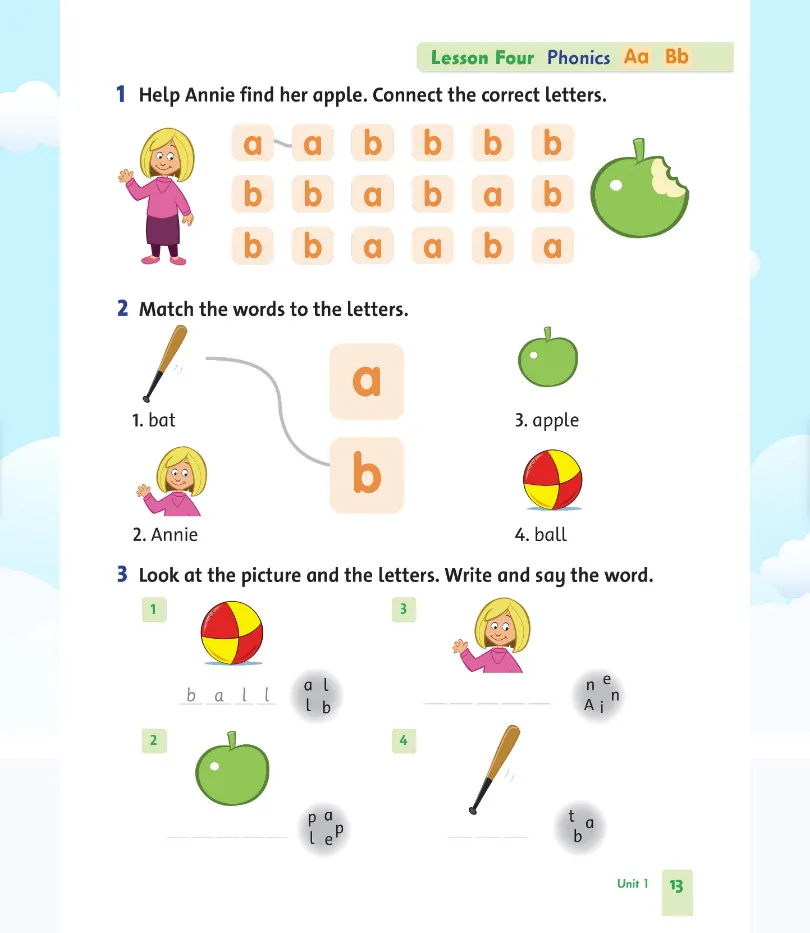 Lesson Four Phonics Aa Bb
1 Help Annie find her apple. Connect the correct letters.
a a b b b b
b b a b a b
b b a a b a
2 Match the words to the letters.
a
1. bat
3. apple
b
2. Annie
4. ball
3 Look at the picture and the letters. Write and say the word.
1
3
b a l l
a l
l b
n e
A i n
2
4
p a
l e p
t a
b
Unit 1 13